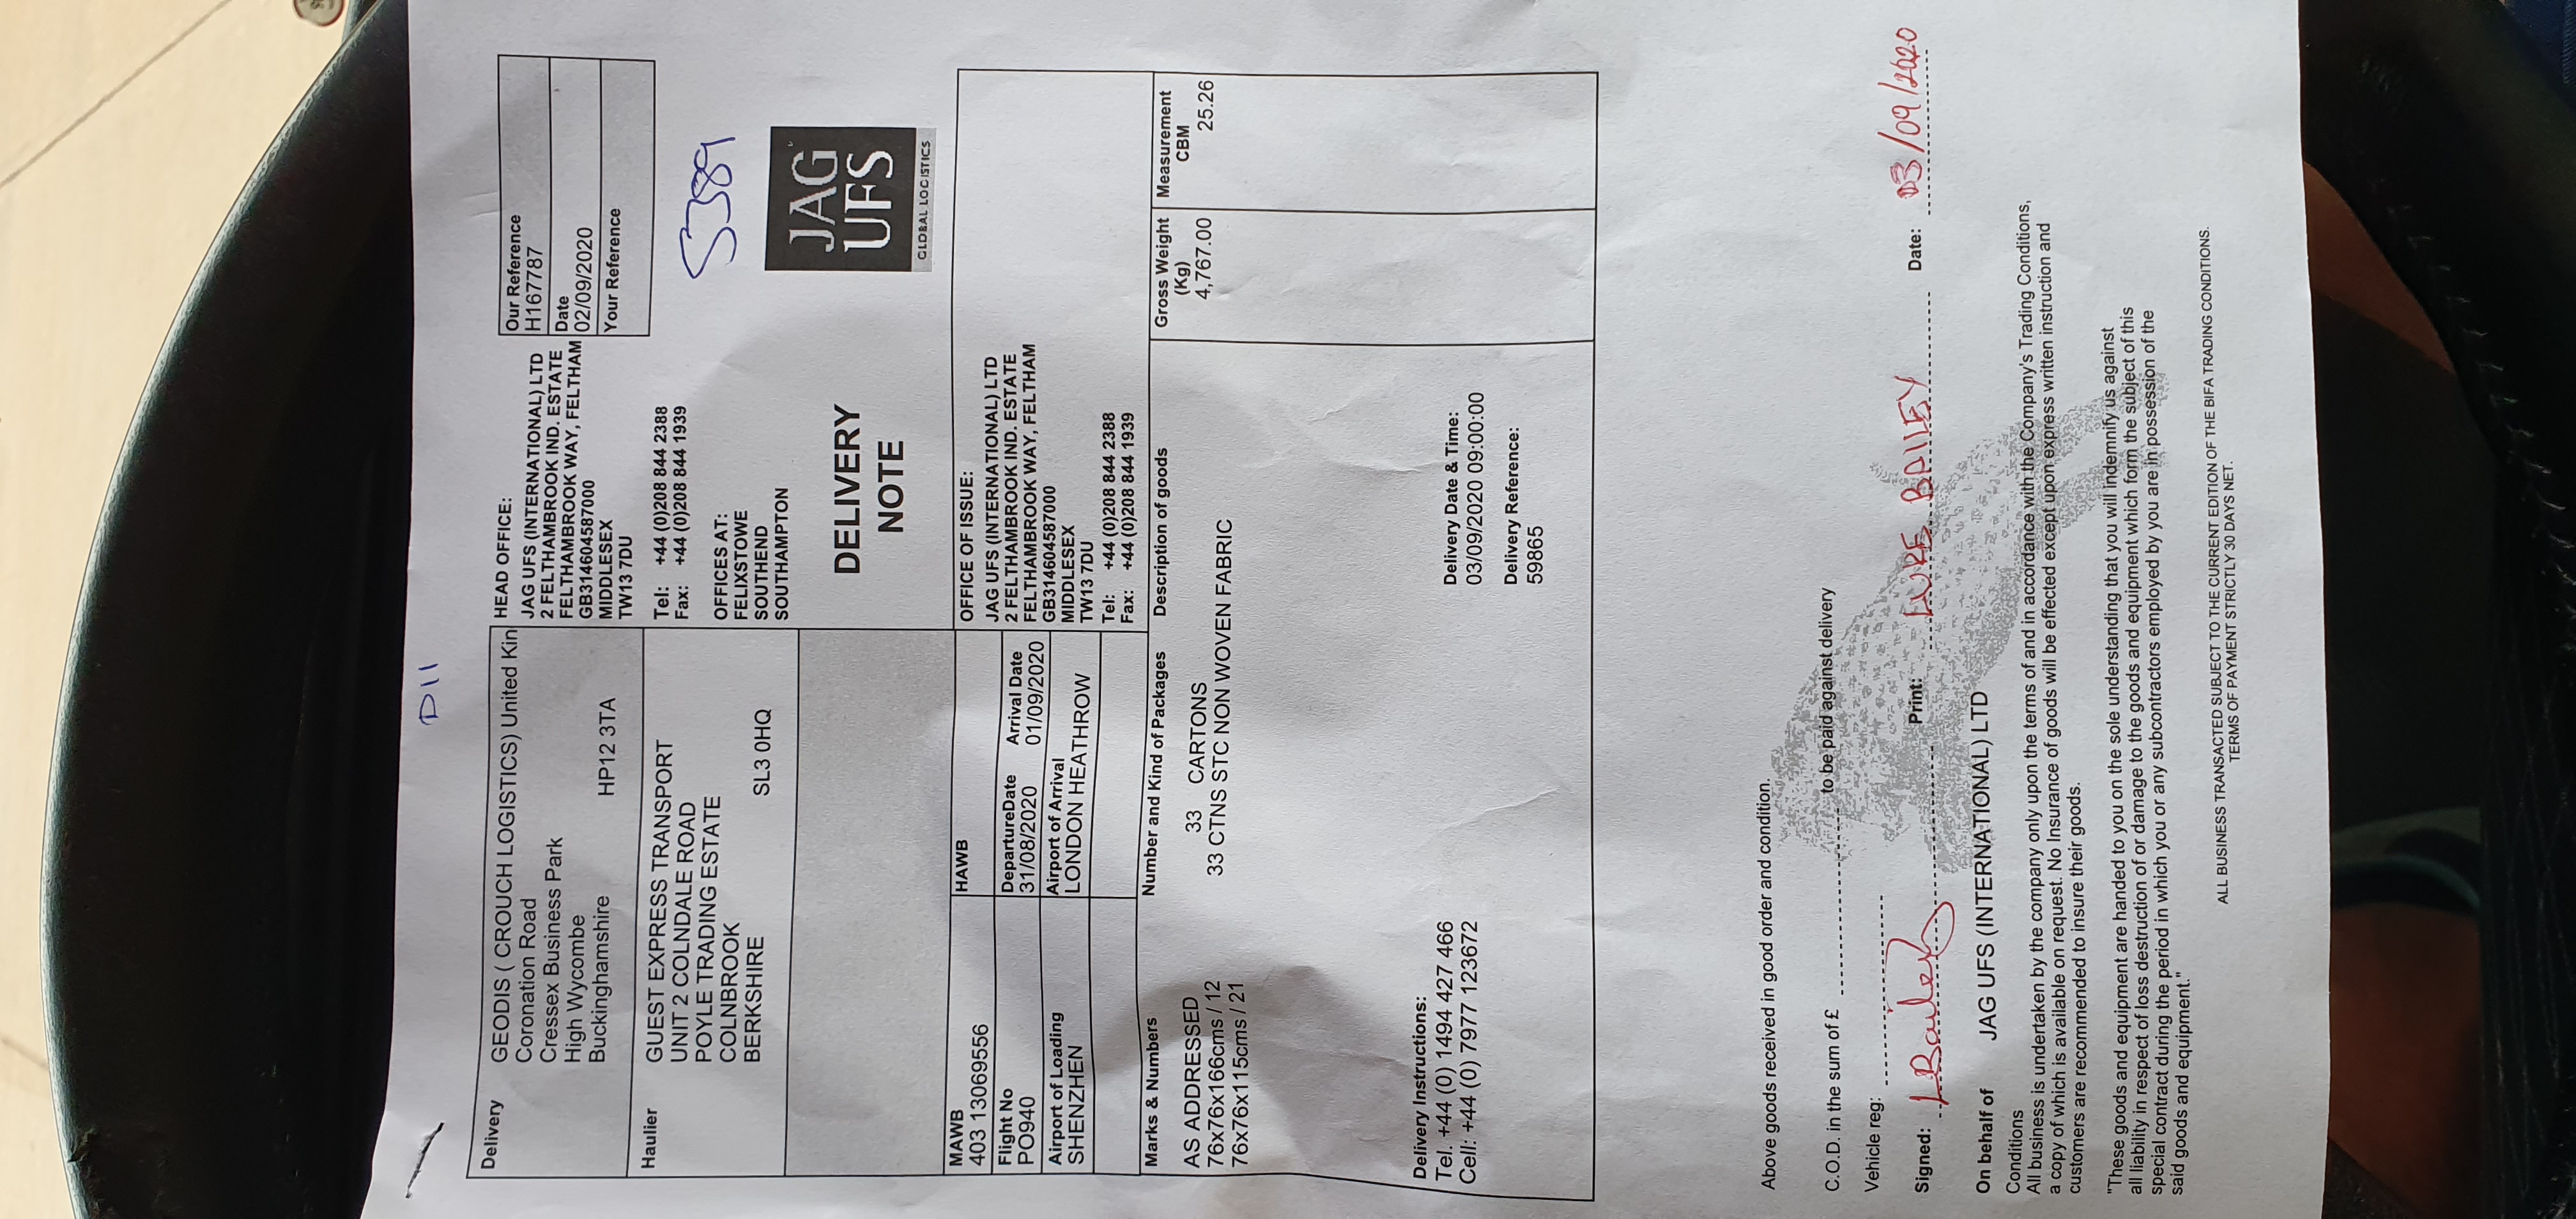 D11
Delivery
GEODIS ( CROUCH LOGISTICS) United Kin
Coronation Road
Cressex Business Park
High Wycombe
Buckinghamshire HP12 3TA
Haulier
GUEST EXPRESS TRANSPORT
UNIT 2 COLNDALE ROAD
POYLE TRADING ESTATE
COLNBROOK
BERKSHIRE SL3 0HQ
HEAD OFFICE:
JAG UFS (INTERNATIONAL) LTD
2 FELTHAMBROOK IND. ESTATE
FELTHAMBROOK WAY, FELTHAM
GB314604587000
MIDDLESEX
TW13 7DU
Tel: +44 (0)208 844 2388
Fax: +44 (0)208 844 1939
OFFICES AT:
FELIXSTOWE
SOUTHEND
SOUTHAMPTON
Our Reference
H167787
Date
02/09/2020
Your Reference
S389
DELIVERY
NOTE
JAG
UFS
GLOBAL LOGISTICS
MAWB
403 13069556
HAWB
Flight No
PO940
DepartureDate
31/08/2020
Arrival Date
01/09/2020
Airport of Loading
SHENZHEN
Airport of Arrival
LONDON HEATHROW
OFFICE OF ISSUE:
JAG UFS (INTERNATIONAL) LTD
2 FELTHAMBROOK IND. ESTATE
FELTHAMBROOK WAY, FELTHAM
GB314604587000
MIDDLESEX
TW13 7DU
Tel: +44 (0)208 844 2388
Fax: +44 (0)208 844 1939
Marks & Numbers Number and Kind of Packages Description of goods Gross Weight (Kg) Measurement CBM
AS ADDRESSED 33 CARTONS 4,767.00 25.26
76x76x166cms / 12 33 CTNS STC NON WOVEN FABRIC
76x76x115cms / 21
Delivery Instructions:
Tel. +44 (0) 1494 427 466
Cell: +44 (0) 7977 123672
Delivery Date & Time:
03/09/2020 09:00:00
Delivery Reference:
59865
Above goods received in good order and condition.
C.O.D. in the sum of £ to be paid against delivery
Vehicle reg:
Signed: LBailey Print: LUKE BAILEY Date: 03/09/2020
On behalf of JAG UFS (INTERNATIONAL) LTD
Conditions
All business is undertaken by the company only upon the terms of and in accordance with the Company's Trading Conditions,
a copy of which is available on request. No Insurance of goods will be effected except upon express written instruction and
customers are recommended to insure their goods.
"These goods and equipment are handed to you on the sole understanding that you will indemnify us against
all liability in respect of loss destruction of or damage to the goods and equipment which form the subject of this
special contract during the period in which you or any subcontractors employed by you are in possession of the
said goods and equipment."
ALL BUSINESS TRANSACTED SUBJECT TO THE CURRENT EDITION OF THE BIFA TRADING CONDITIONS.
TERMS OF PAYMENT STRICTLY 30 DAYS NET.